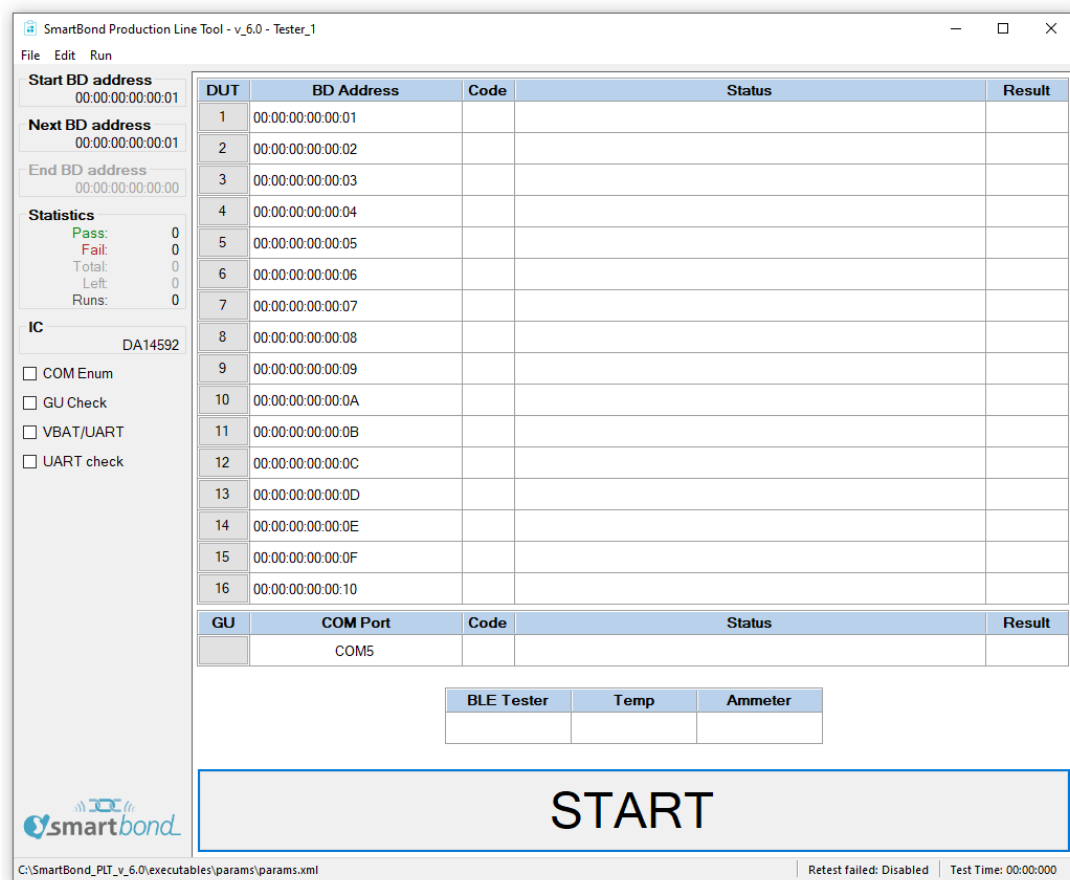 SmartBond Production Line Tool - v_6.0 - Tester_1
File Edit Run
Start BD address
00:00:00:00:00:01
Next BD address
00:00:00:00:00:01
End BD address
00:00:00:00:00:00
Statistics
Pass: 0
Fail: 0
Total: 0
Left: 0
Runs: 0
IC
DA14592
COM Enum
GU Check
VBAT/UART
UART check
DUT BD Address Code Status Result
1 00:00:00:00:00:01
2 00:00:00:00:00:02
3 00:00:00:00:00:03
4 00:00:00:00:00:04
5 00:00:00:00:00:05
6 00:00:00:00:00:06
7 00:00:00:00:00:07
8 00:00:00:00:00:08
9 00:00:00:00:00:09
10 00:00:00:00:00:0A
11 00:00:00:00:00:0B
12 00:00:00:00:00:0C
13 00:00:00:00:00:0D
14 00:00:00:00:00:0E
15 00:00:00:00:00:0F
16 00:00:00:00:00:10
GU COM Port Code Status Result
COM5
BLE Tester Temp Ammeter
START
smartbond
C:\SmartBond_PLT_v_6.0\executables\params\params.xml Retest failed: Disabled Test Time: 00:00:000